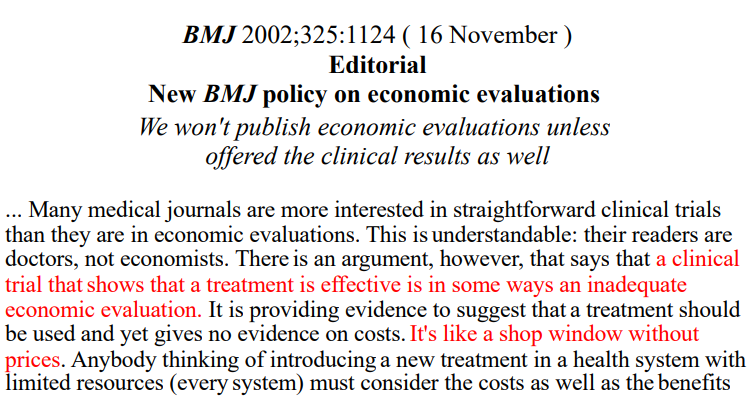 BMJ 2002;325:1124 ( 16 November )
Editorial
New BMJ policy on economic evaluations
We won't publish economic evaluations unless
offered the clinical results as well
... Many medical journals are more interested in straightforward clinical trials
than they are in economic evaluations. This is understandable: their readers are
doctors, not economists. There is an argument, however, that says that a clinical
trial that shows that a treatment is effective is in some ways an inadequate
economic evaluation. It is providing evidence to suggest that a treatment should
be used and yet gives no evidence on costs. It's like a shop window without
prices. Anybody thinking of introducing a new treatment in a health system with
limited resources (every system) must consider the costs as well as the benefits